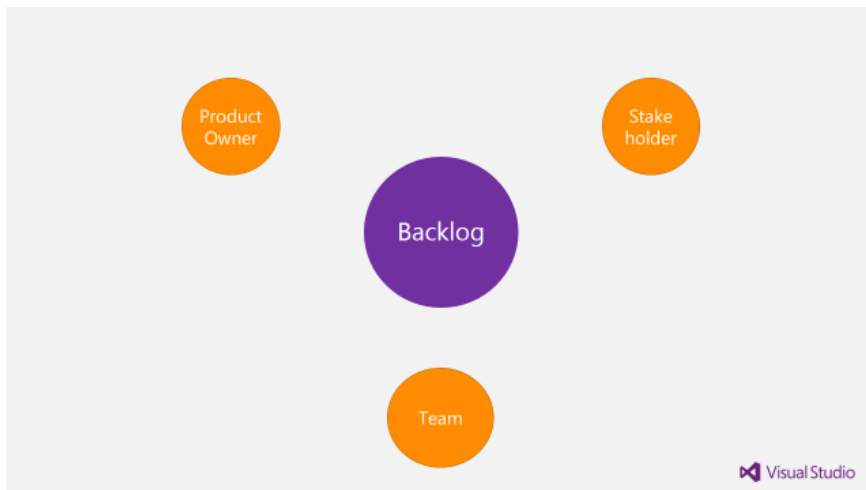 Product
Owner
Stake
holder
Backlog
Team
Visual Studio